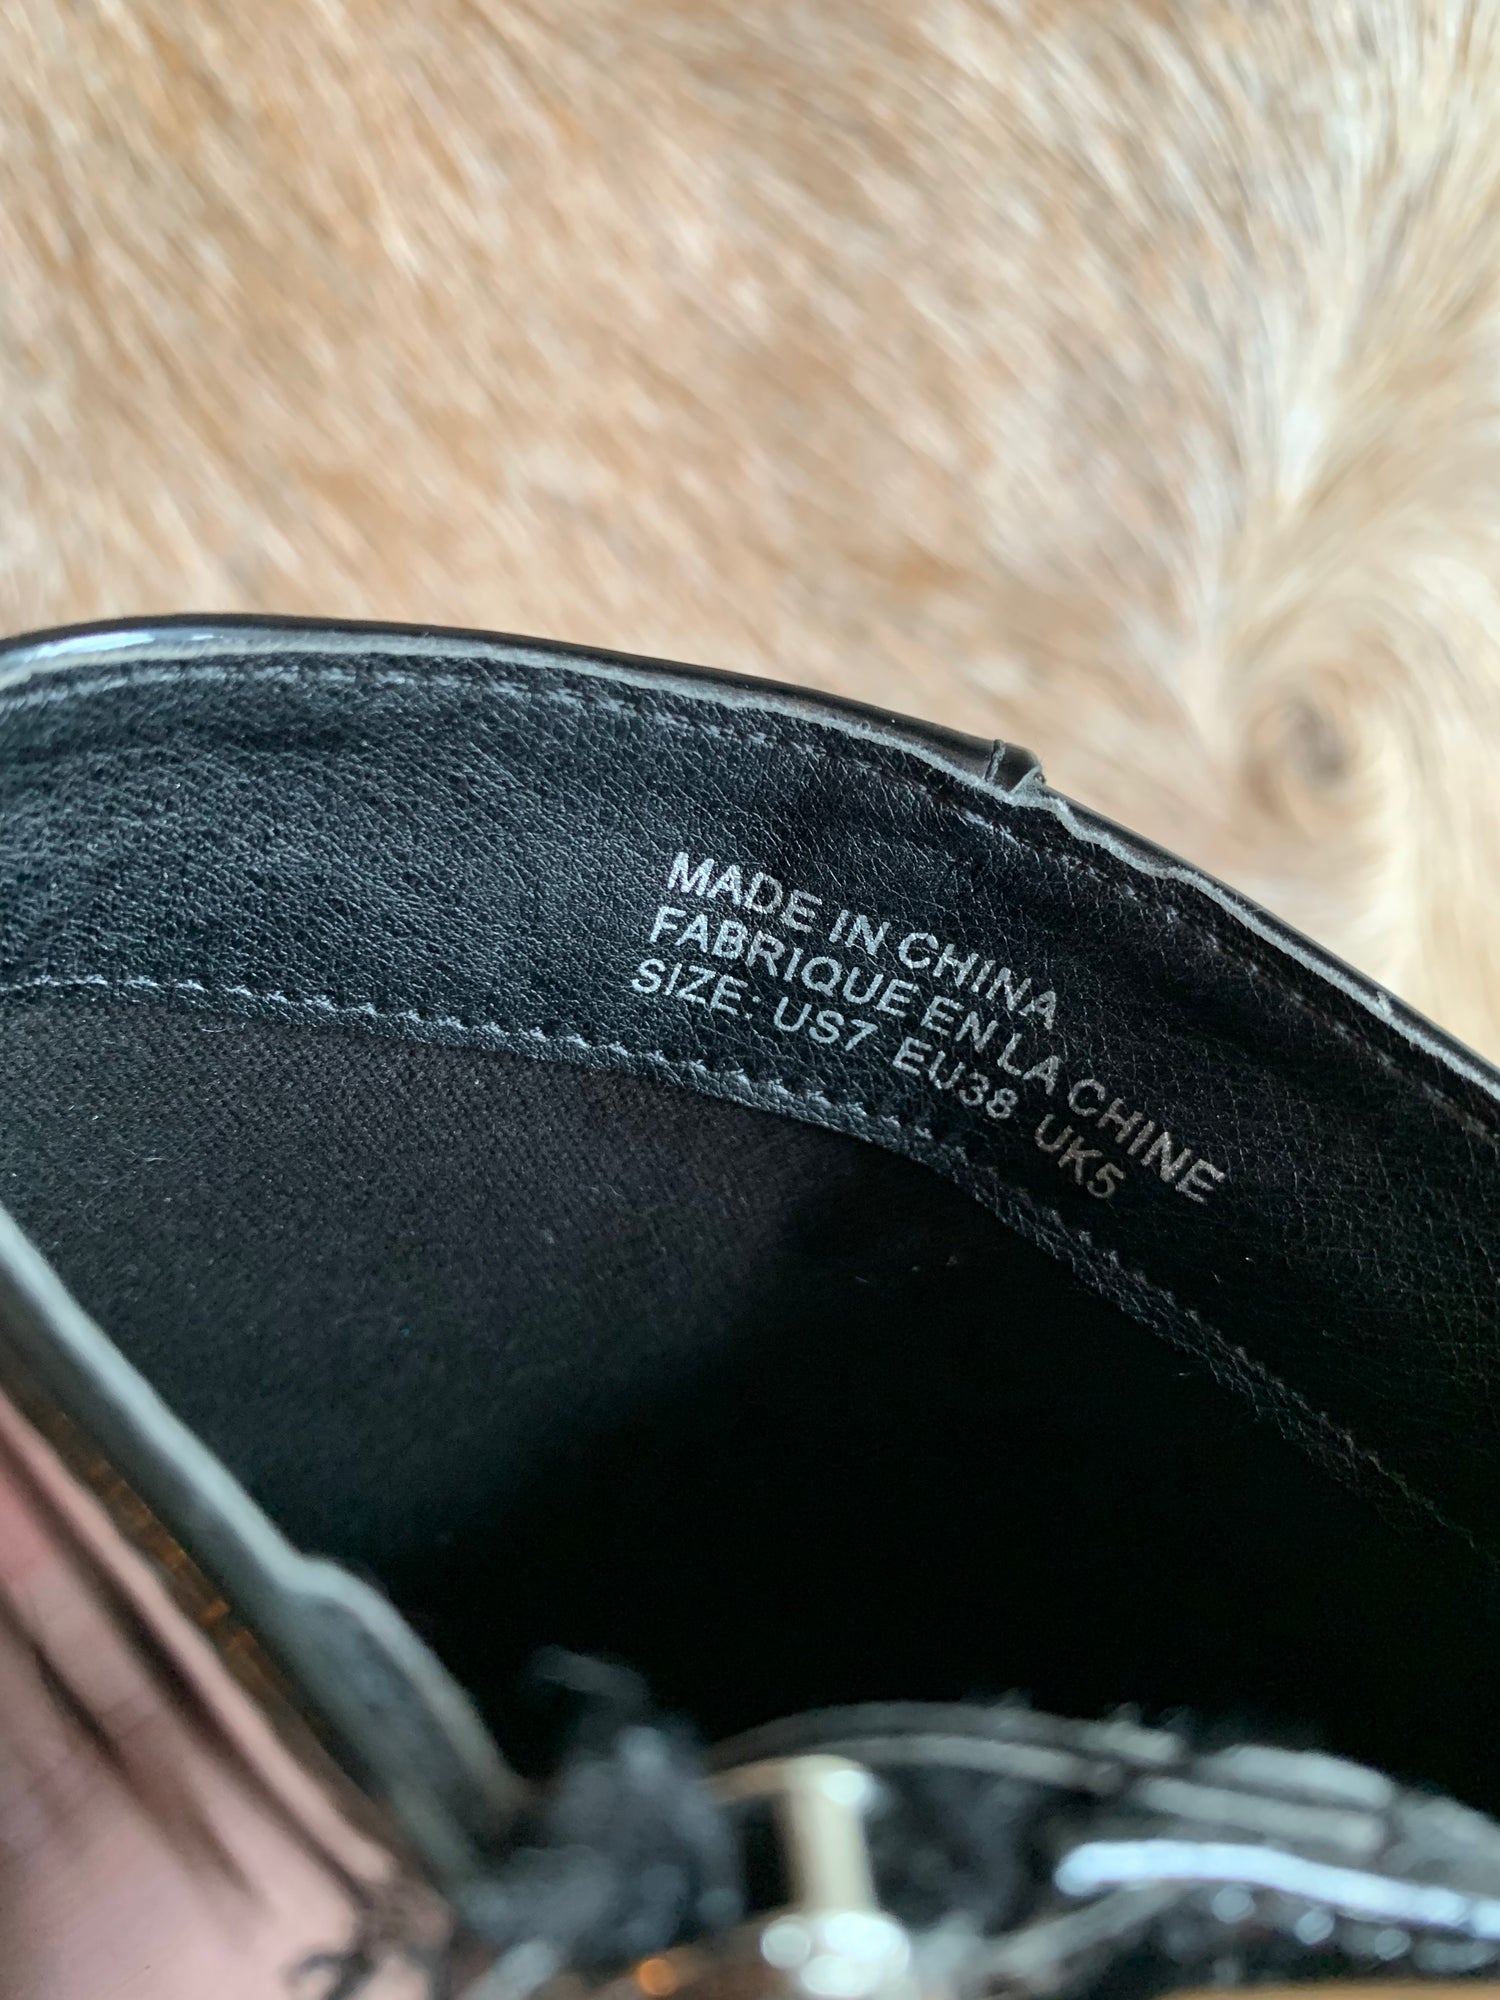 MADE IN CHINA
FABRIQUE EN LA CHINE
SIZE: US7 EU38 UK5